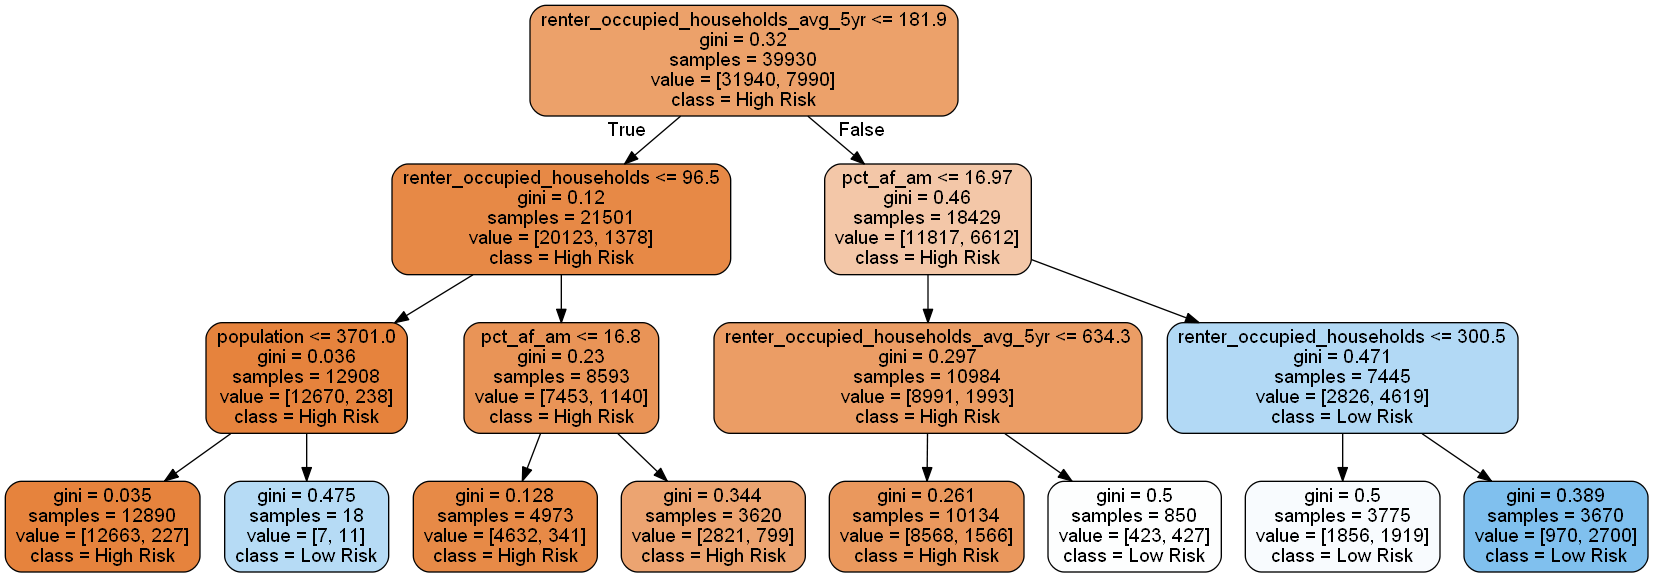 renter_occupied_households_avg_5yr <= 181.9
gini = 0.32
samples = 39930
value = [31940, 7990]
class = High Risk
True
False
renter_occupied_households <= 96.5
gini = 0.12
samples = 21501
value = [20123, 1378]
class = High Risk
pct_af_am <= 16.97
gini = 0.46
samples = 18429
value = [11817, 6612]
class = High Risk
population <= 3701.0
gini = 0.036
samples = 12908
value = [12670, 238]
class = High Risk
pct_af_am <= 16.8
gini = 0.23
samples = 8593
value = [7453, 1140]
class = High Risk
renter_occupied_households_avg_5yr <= 634.3
gini = 0.297
samples = 10984
value = [8991, 1993]
class = High Risk
renter_occupied_households <= 300.5
gini = 0.471
samples = 7445
value = [2826, 4619]
class = Low Risk
gini = 0.035
samples = 12890
value = [12663, 227]
class = High Risk
gini = 0.475
samples = 18
value = [7, 11]
class = Low Risk
gini = 0.128
samples = 4973
value = [4632, 341]
class = High Risk
gini = 0.344
samples = 3620
value = [2821, 799]
class = High Risk
gini = 0.261
samples = 10134
value = [8568, 1566]
class = High Risk
gini = 0.5
samples = 850
value = [423, 427]
class = Low Risk
gini = 0.5
samples = 3775
value = [1856, 1919]
class = Low Risk
gini = 0.389
samples = 3670
value = [970, 2700]
class = Low Risk